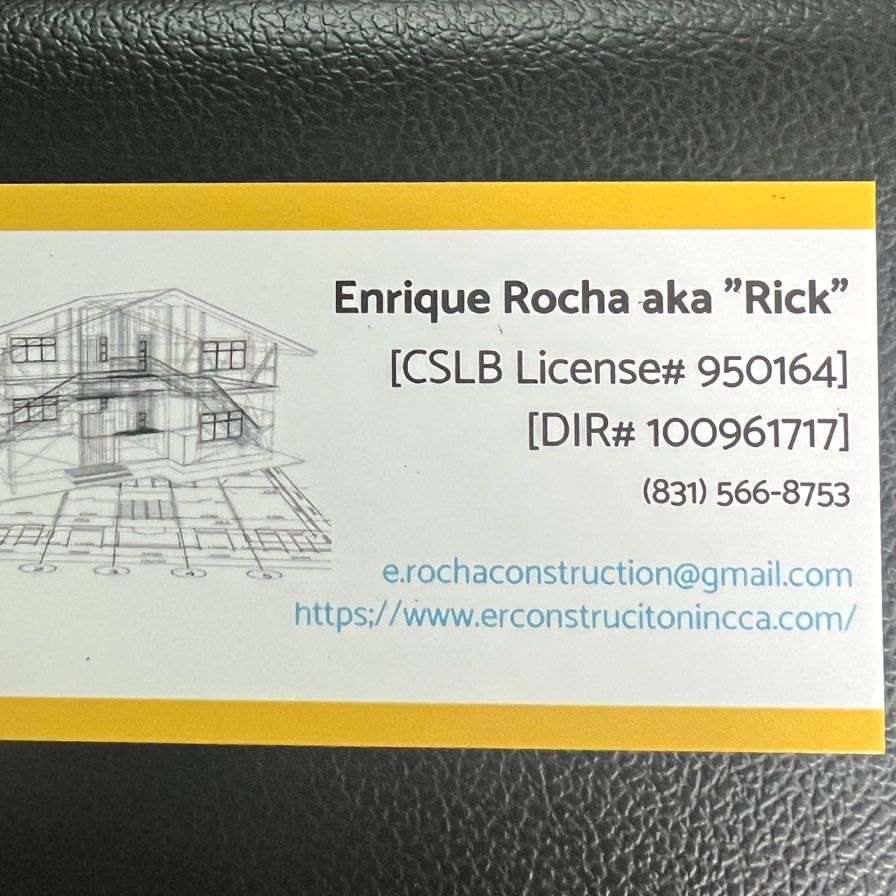 Enrique Rocha aka ”Rick”
[CSLB License# 950164]
[DIR# 100961717]
(831) 566-8753
e.rochaconstruction@gmail.com
https;//www.erconstrucitonincca.com/